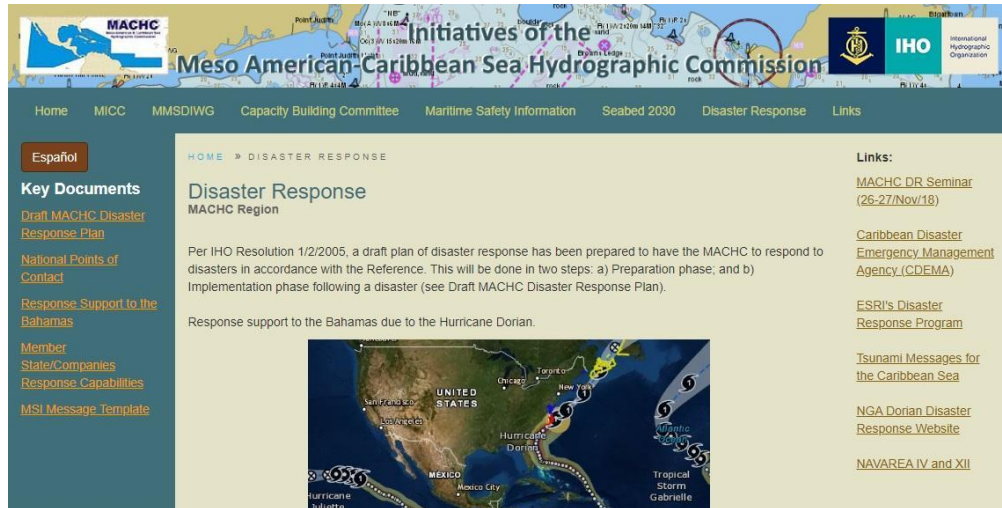 MACHC
Initiatives of the
Meso American-Caribbean Sea Hydrographic Commission
IHO
International
Hydrographic
Organization
Home MICC MMSDIWG Capacity Building Committee Maritime Safety Information Seabed 2030 Disaster Response Links
Español
Key Documents
Draft MACHC Disaster
Response Plan
National Points of
Contact
Response Support to the
Bahamas
Member
State/Companies
Response Capabilities
MSI Message Template
HOME » DISASTER RESPONSE
Disaster Response
MACHC Region
Per IHO Resolution 1/2/2005, a draft plan of disaster response has been prepared to have the MACHC to respond to
disasters in accordance with the Reference. This will be done in two steps: a) Preparation phase; and b)
Implementation phase following a disaster (see Draft MACHC Disaster Response Plan).
Response support to the Bahamas due to the Hurricane Dorian.
Toronto
Chicago
New York
UNITED
STATES
San Francisco
Los Angeles
Hurricane
Dorian
Atlantic
Ocean
MEXICO
Mexico City
Tropical
Storm
Gabrielle
Hurricane
Juliette
Links:
MACHC DR Seminar
(26-27/Nov/18)
Caribbean Disaster
Emergency Management
Agency (CDEMA)
ESRI's Disaster
Response Program
Tsunami Messages for
the Caribbean Sea
NGA Dorian Disaster
Response Website
NAVAREA IV and XII